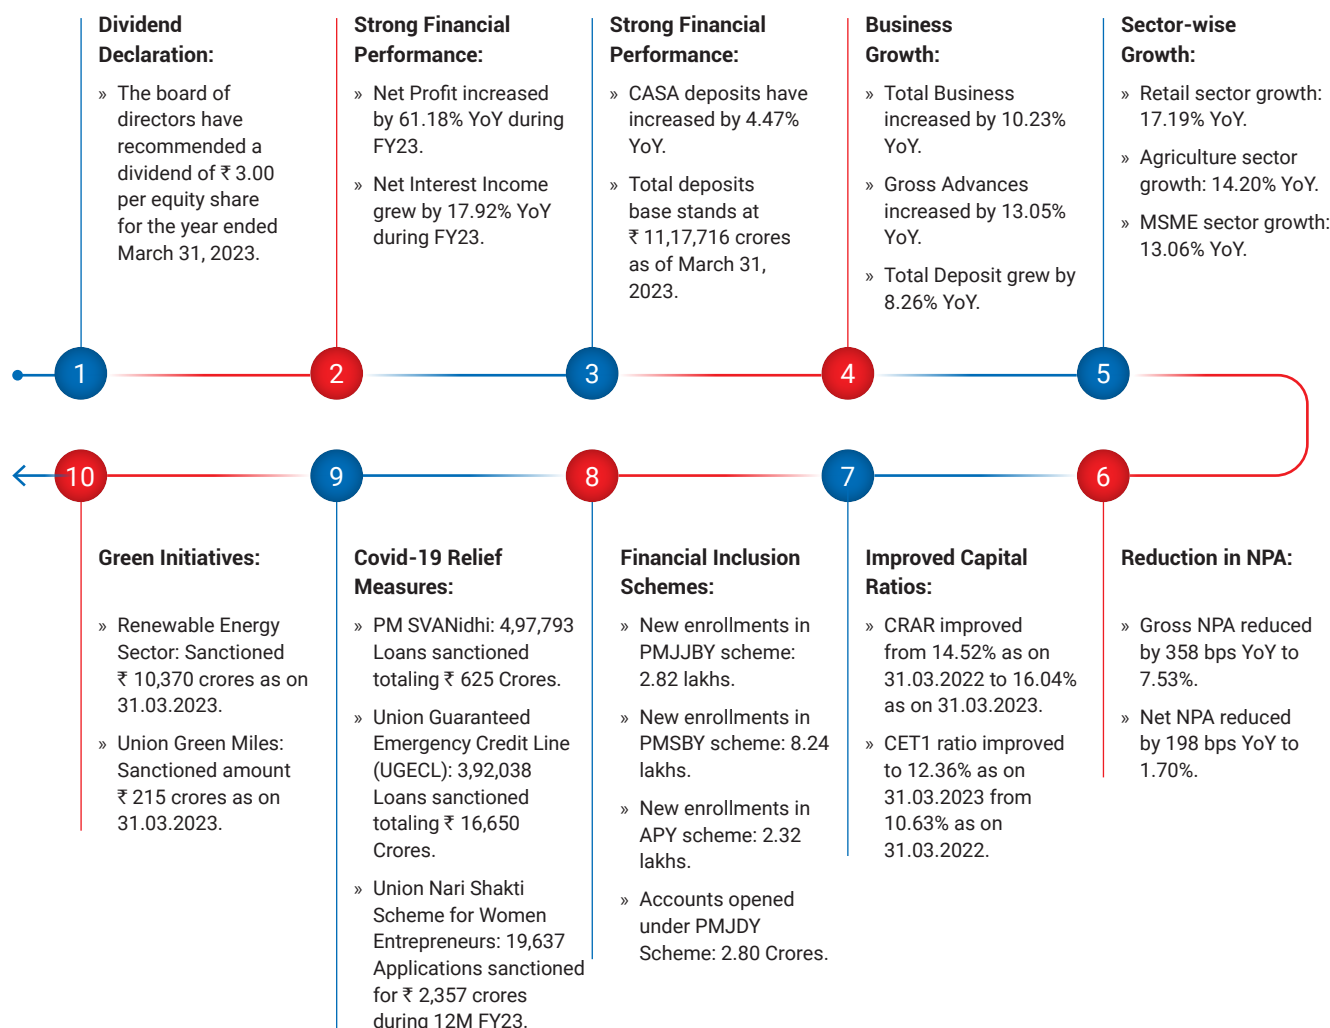 Dividend
Declaration:
» The board of
directors have
recommended a
dividend of ₹ 3.00
per equity share
for the year ended
March 31, 2023.
Strong Financial
Performance:
» Net Profit increased
by 61.18% YoY during
FY23.
» Net Interest Income
grew by 17.92% YoY
during FY23.
Strong Financial
Performance:
» CASA deposits have
increased by 4.47%
YoY.
» Total deposits
base stands at
₹ 11,17,716 crores
as of March 31,
2023.
Business
Growth:
» Total Business
increased by 10.23%
YoY.
» Gross Advances
increased by 13.05%
YoY.
» Total Deposit grew by
8.26% YoY.
Sector-wise
Growth:
» Retail sector growth:
17.19% YoY.
» Agriculture sector
growth: 14.20% YoY.
» MSME sector growth:
13.06% YoY.
1
2
3
4
5
10
9
8
7
6
Green Initiatives:
» Renewable Energy
Sector: Sanctioned
₹ 10,370 crores as on
31.03.2023.
» Union Green Miles:
Sanctioned amount
₹ 215 crores as on
31.03.2023.
Covid-19 Relief
Measures:
» PM SVANidhi: 4,97,793
Loans sanctioned
totaling ₹ 625 Crores.
» Union Guaranteed
Emergency Credit Line
(UGECL): 3,92,038
Loans sanctioned
totaling ₹ 16,650
Crores.
» Union Nari Shakti
Scheme for Women
Entrepreneurs: 19,637
Applications sanctioned
for ₹ 2,357 crores
during 12M FY23.
Financial Inclusion
Schemes:
» New enrollments in
PMJJBY scheme:
2.82 lakhs.
» New enrollments in
PMSBY scheme: 8.24
lakhs.
» New enrollments in
APY scheme: 2.32
lakhs.
» Accounts opened
under PMJDY
Scheme: 2.80 Crores.
Improved Capital
Ratios:
» CRAR improved
from 14.52% as on
31.03.2022 to 16.04%
as on 31.03.2023.
» CET1 ratio improved
to 12.36% as on
31.03.2023 from
10.63% as on
31.03.2022.
Reduction in NPA:
» Gross NPA reduced
by 358 bps YoY to
7.53%.
» Net NPA reduced
by 198 bps YoY to
1.70%.